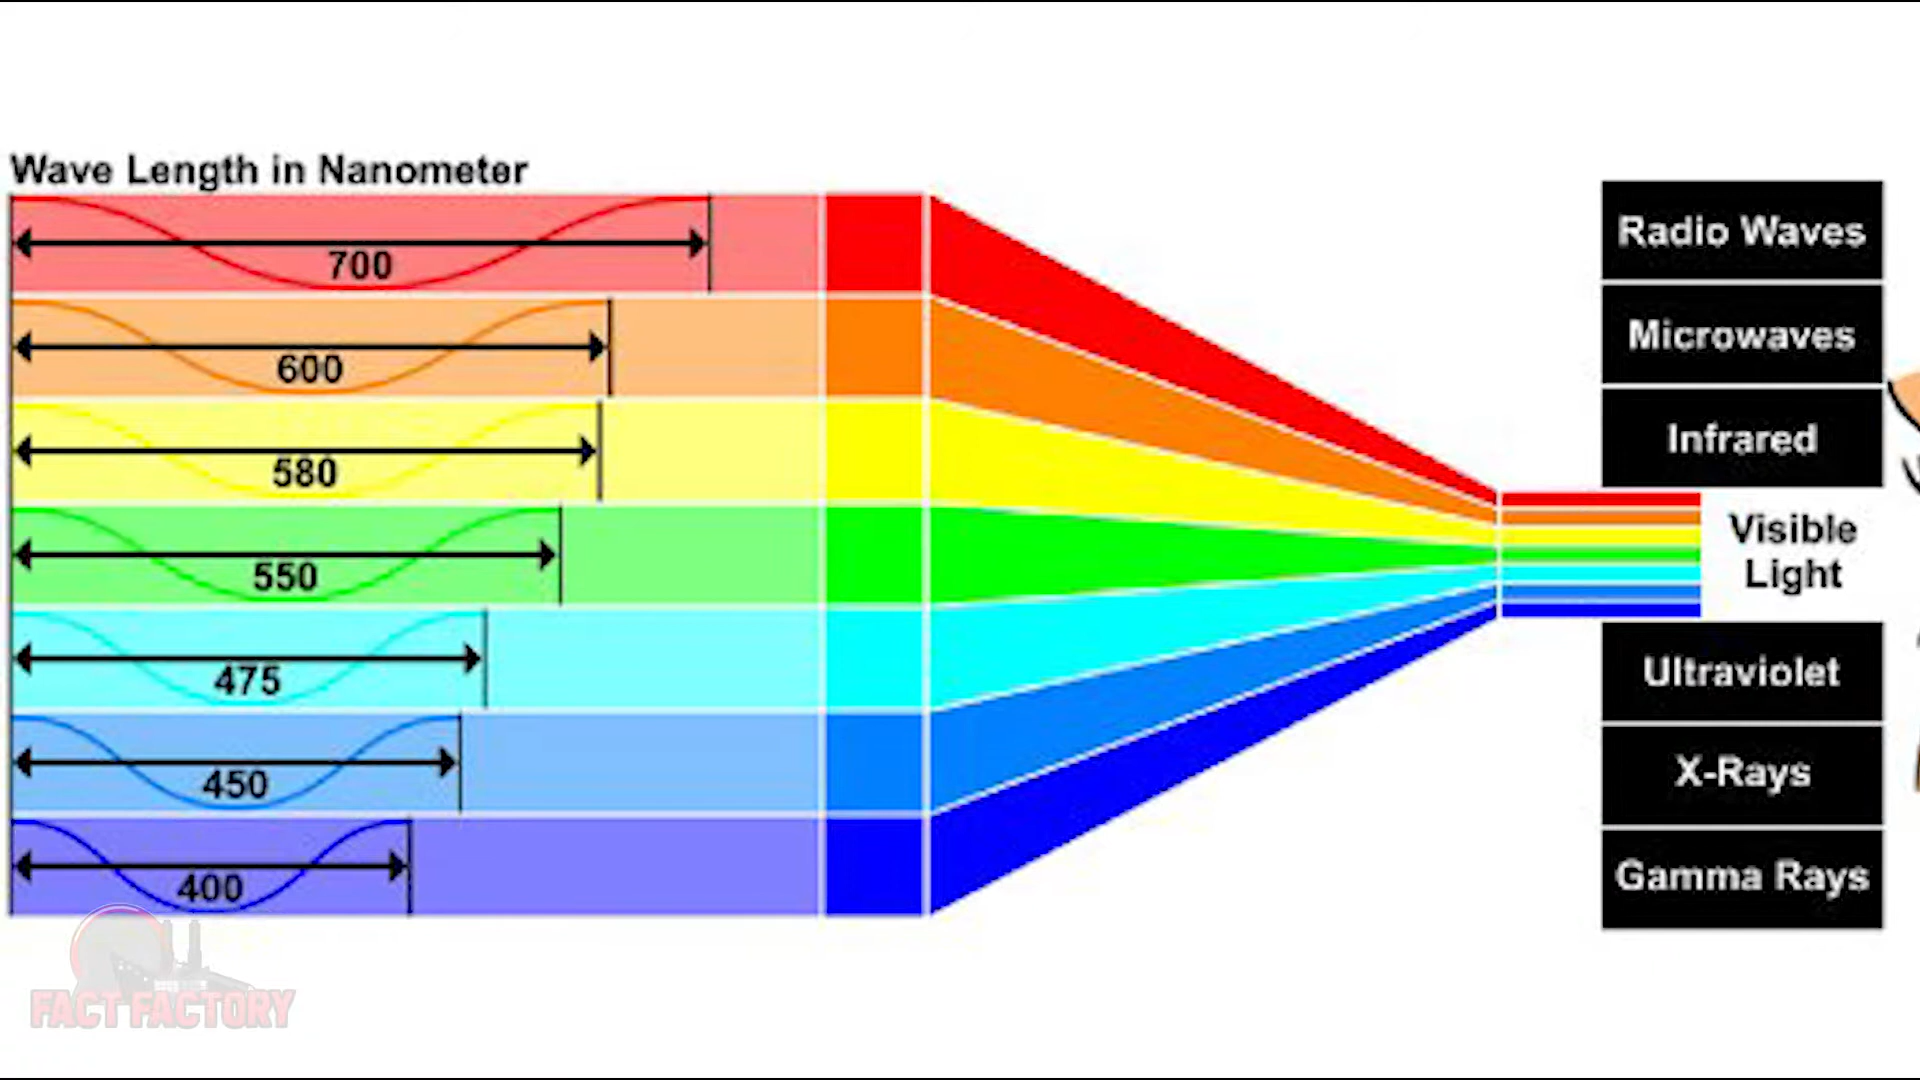 Wave Length in Nanometer
700
600
580
550
475
450
400
Radio Waves
Microwaves
Infrared
Visible
Light
Ultraviolet
X-Rays
Gamma Rays
FACT FACTORY